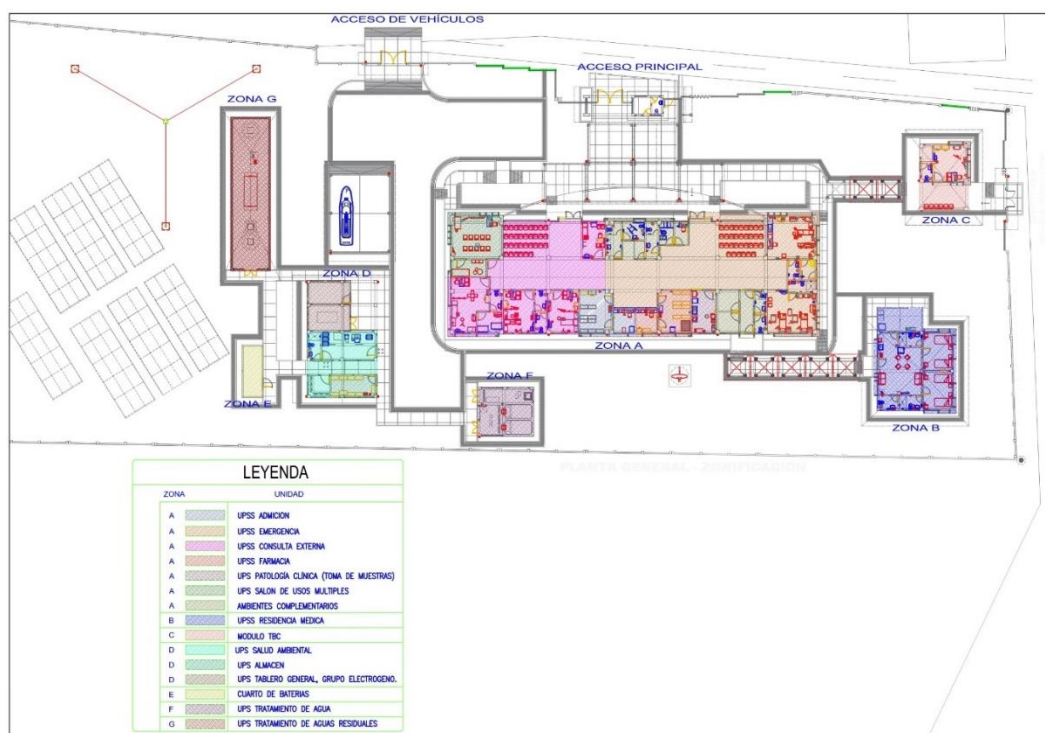 ACCESO DE VEHÍCULOS
ACCESO PRINCIPAL
ZONA G
ZONA C
ZONA D
ZONA A
ZONA F
ZONA E
ZONA B
PLANTA GENERAL - ZONIFICACIÓN
LEYENDA
ZONA UNIDAD
A UPSS ADMICION
A UPSS EMERGENCIA
A UPSS CONSULTA EXTERNA
A UPSS FARMACIA
A UPS PATOLOGÍA CLÍNICA (TOMA DE MUESTRAS)
A UPS SALON DE USOS MULTIPLES
A AMBIENTES COMPLEMENTARIOS
B UPSS RESIDENCIA MEDICA
C MODULO TBC
D UPS SALUD AMBIENTAL
D UPS ALMACEN
D UPS TABLERO GENERAL, GRUPO ELECTROGENO.
E CUARTO DE BATERIAS
F UPS TRATAMIENTO DE AGUA
G UPS TRATAMIENTO DE AGUAS RESIDUALES